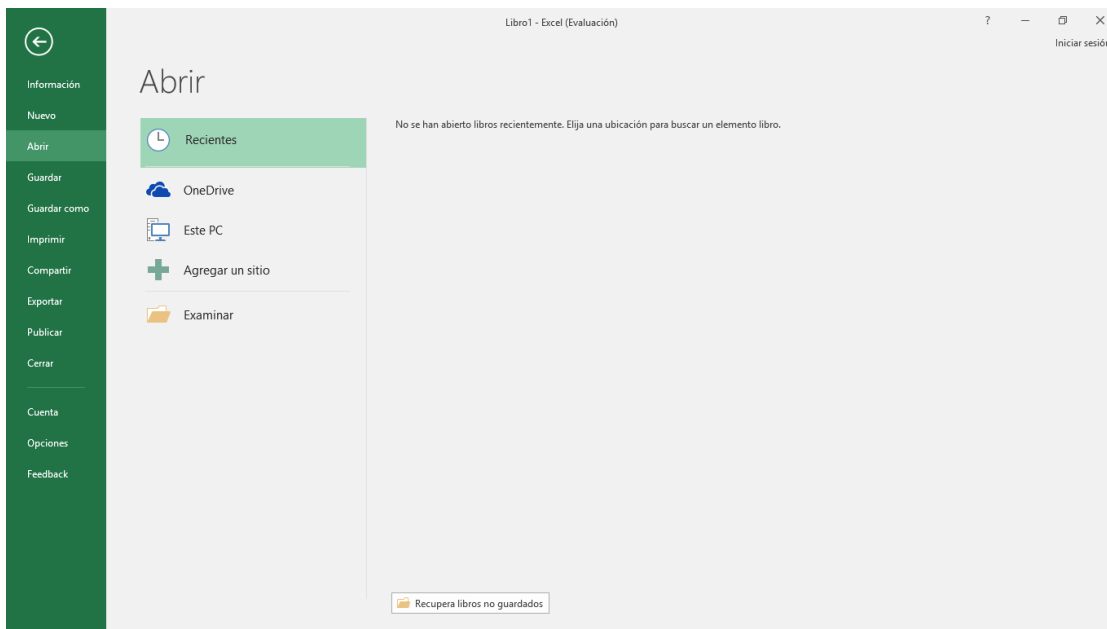 Libro1 - Excel (Evaluación)
?
Iniciar sesión
Información
Nuevo
Abrir
Guardar
Guardar como
Imprimir
Compartir
Exportar
Publicar
Cerrar
Cuenta
Opciones
Feedback
Abrir
Recientes
OneDrive
Este PC
Agregar un sitio
Examinar
No se han abierto libros recientemente. Elija una ubicación para buscar un elemento libro.
Recupera libros no guardados